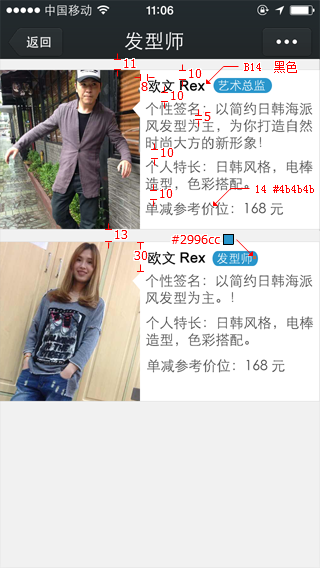 中国移动 11:06
返回 发型师
11
10
B14 黑色
8
欧文 Rex 艺术总监
10
个性签名：以简约日韩海派
5
风发型为主，为你打造自然
时尚大方的新形象！
10
个人特长：日韩风格，电棒
造型，色彩搭配。
14 #4b4b4b
10
单减参考价位：168 元
13
#2996cc
30
欧文 Rex 发型师
个性签名：以简约日韩海派
风发型为主。！
个人特长：日韩风格，电棒
造型，色彩搭配。
单减参考价位：168 元